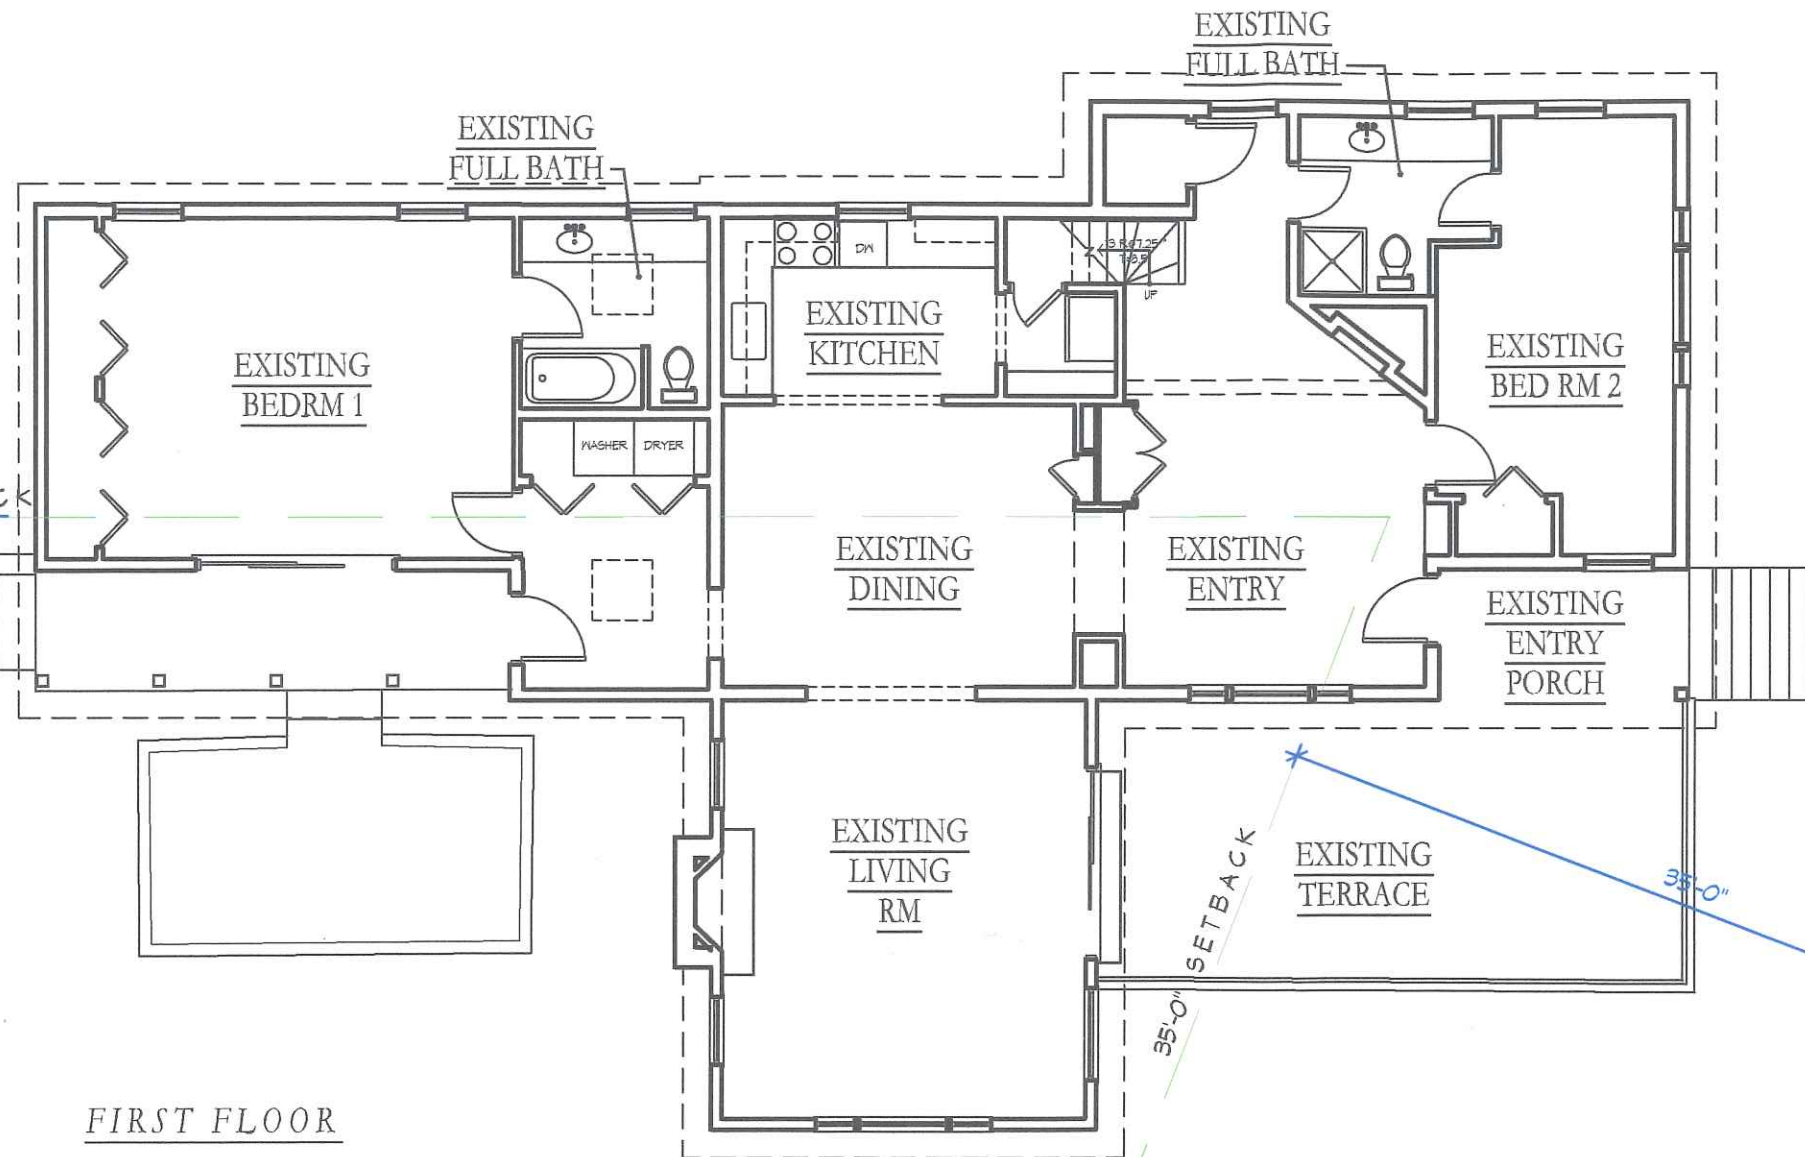 EXISTING
FULL BATH
EXISTING
FULL BATH
DW
UP
EXISTING
KITCHEN
EXISTING
BEDRM 1
EXISTING
BED RM 2
WASHER
DRYER
EXISTING
DINING
EXISTING
ENTRY
EXISTING
ENTRY
PORCH
EXISTING
LIVING
RM
EXISTING
TERRACE
35'-0"
35'-0" SETBACK
FIRST FLOOR